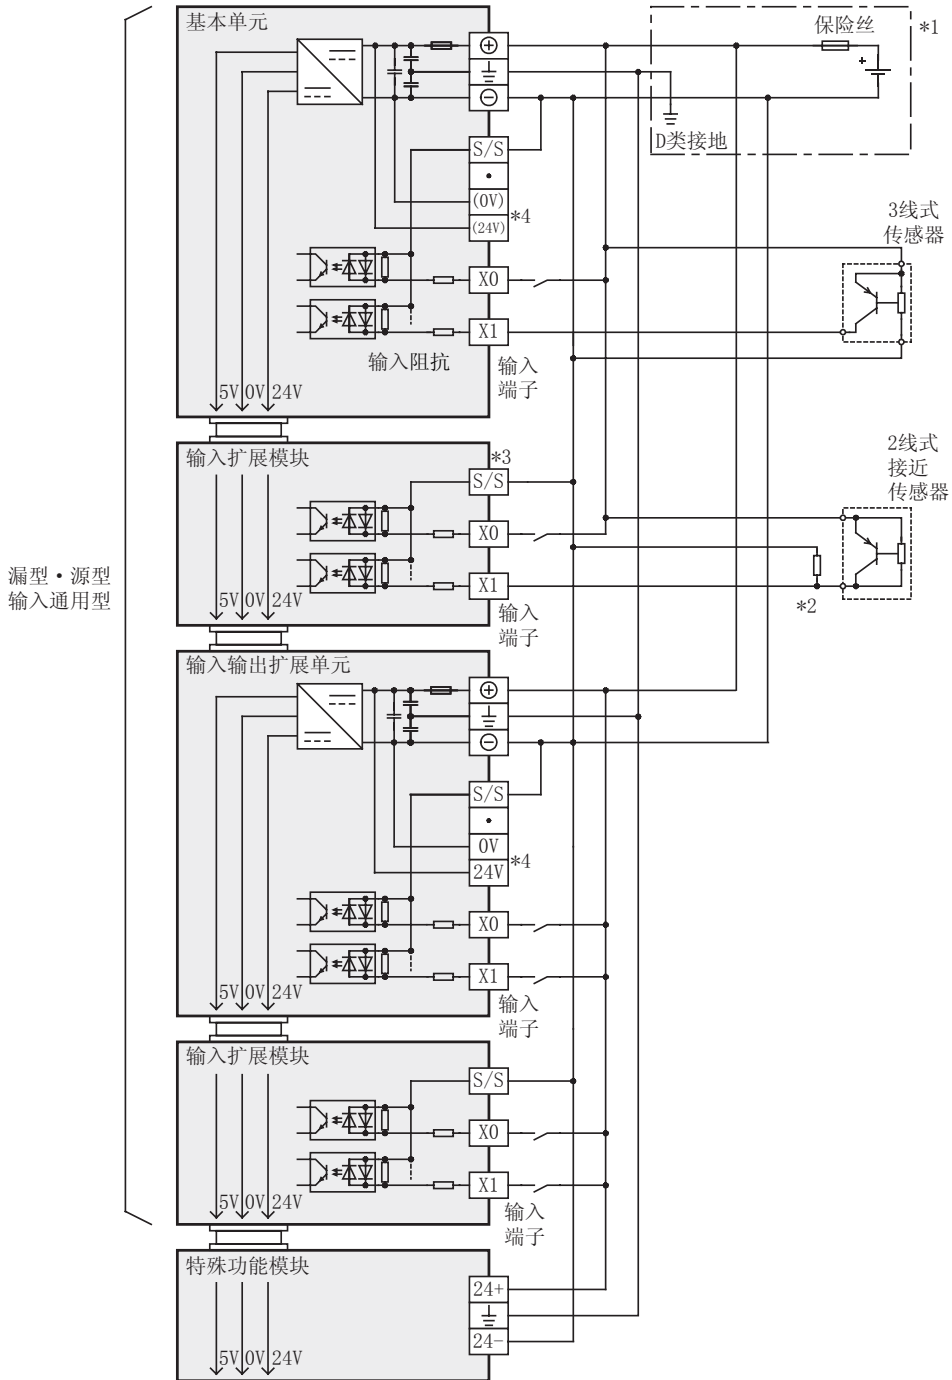 基本单元
保险丝
*1
S/S
D类接地
(0V)
*4
(24V)
3线式
传感器
X0
X1
输入阻抗
输入
端子
5V 0V 24V
输入扩展模块
*3
S/S
2线式
接近
传感器
X0
漏型・源型
输入通用型
X1
*2
5V 0V 24V
输入
端子
输入输出扩展单元
S/S
0V
*4
24V
X0
X1
5V 0V 24V
输入
端子
输入扩展模块
S/S
X0
X1
5V 0V 24V
输入
端子
特殊功能模块
24+
24-
5V 0V 24V